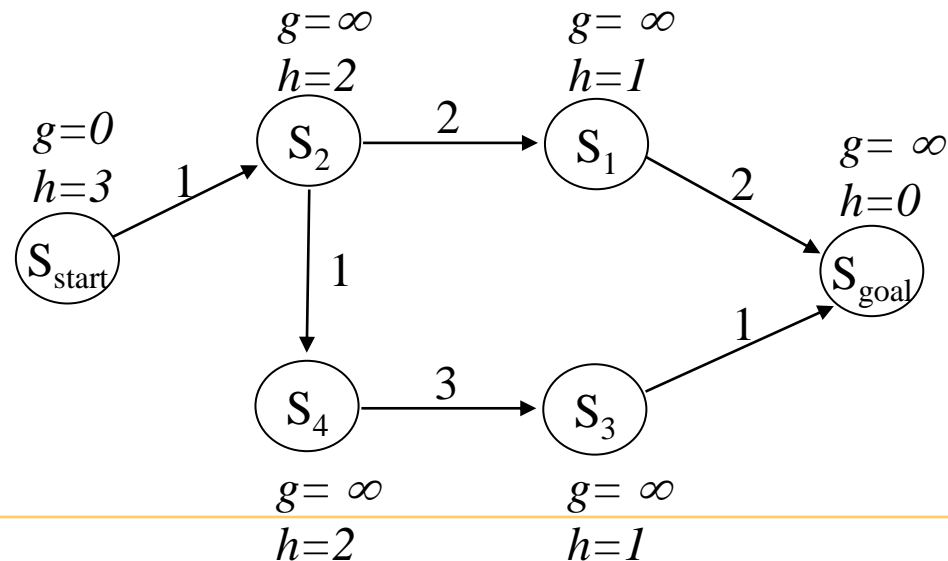 g=∞
h=2
g= ∞
h=1
g=0
h=3
g= ∞
h=0
S2
2
S1
1
2
Sstart
Sgoal
1
1
S4
3
S3
g= ∞
h=2
g= ∞
h=1